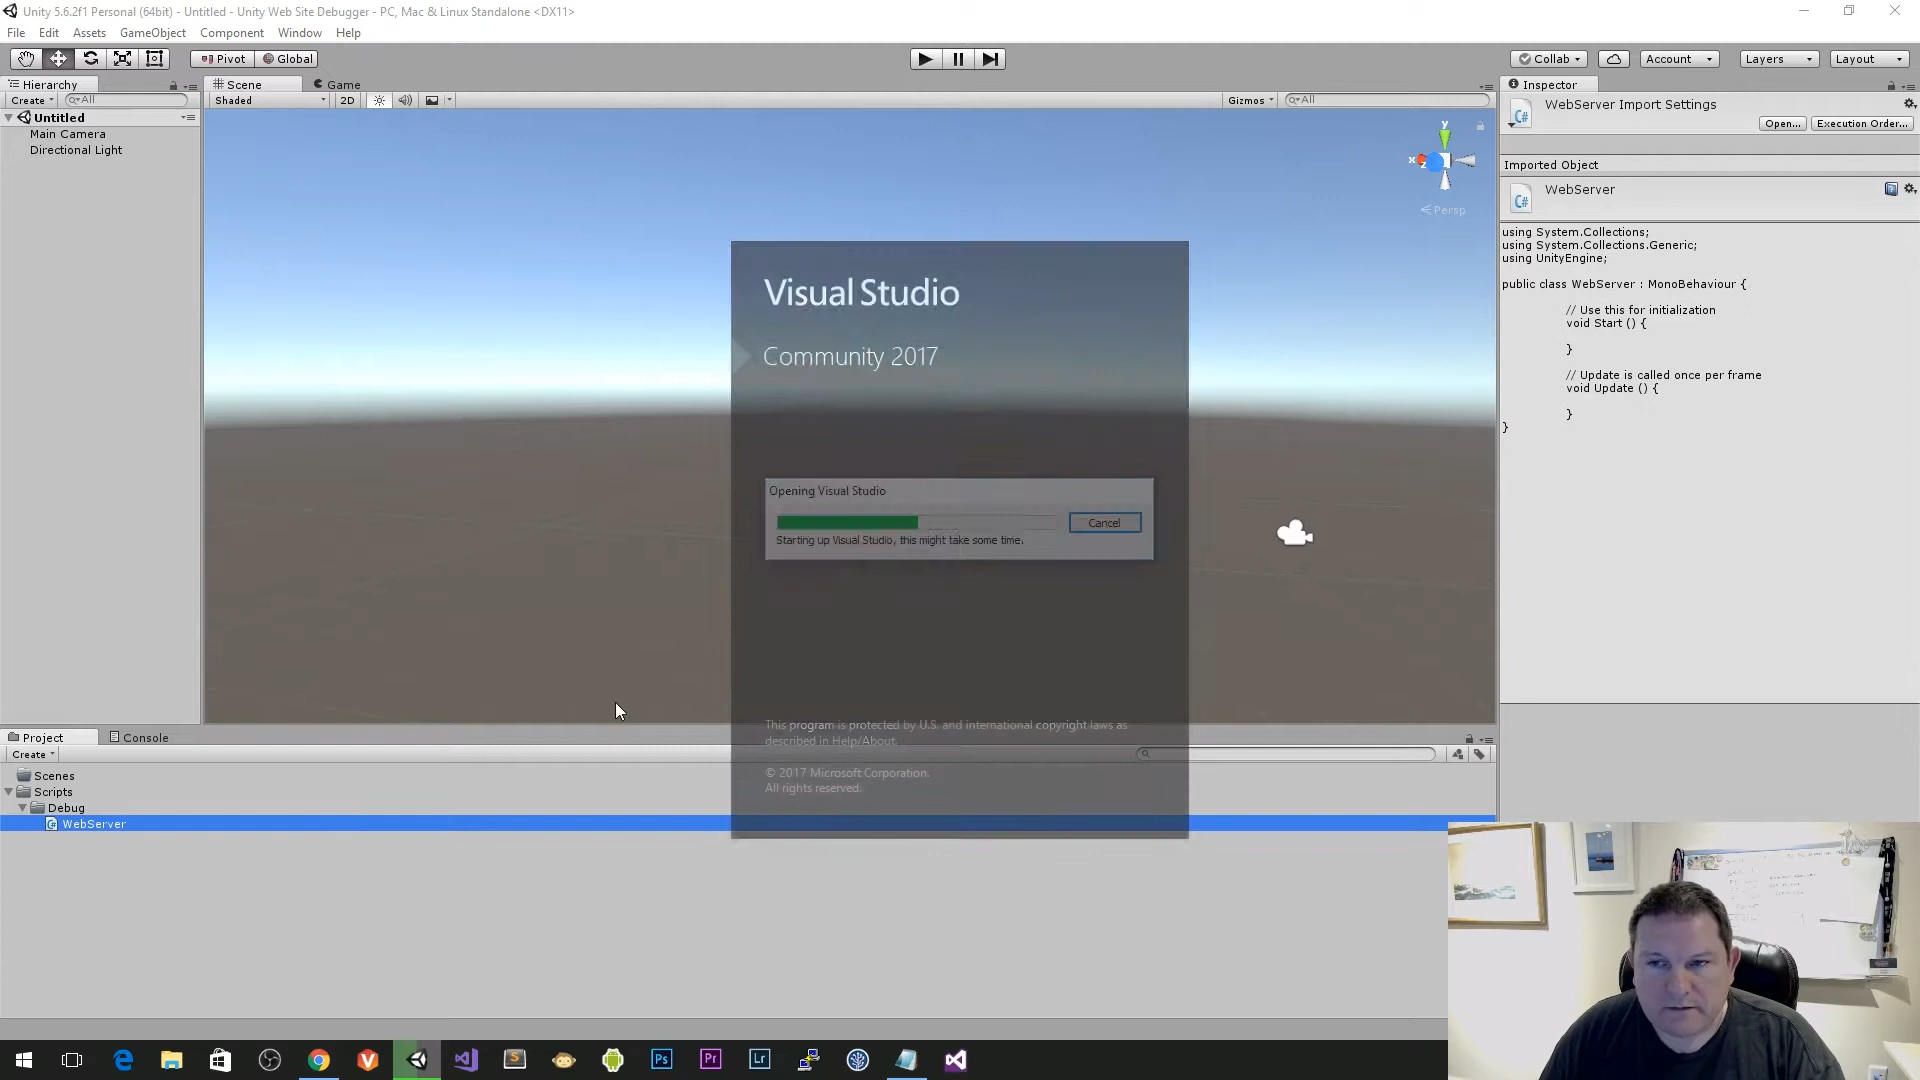 Unity 5.6.2f1 Personal (64bit) - Untitled - Unity Web Site Debugger - PC, Mac & Linux Standalone <DX11>
File Edit Assets GameObject Component Window Help
Pivot Global
Collab Account Layers Layout
Hierarchy
Create All
Untitled
Main Camera
Directional Light
Scene Game
Shaded 2D Gizmos All
y
x z
Persp
Visual Studio
Community 2017
Opening Visual Studio
Cancel
Starting up Visual Studio, this might take some time.
This program is protected by U.S. and international copyright laws as
described in Help/About.
© 2017 Microsoft Corporation.
All rights reserved.
Inspector
WebServer Import Settings
C#
Open... Execution Order...
Imported Object
WebServer
C#
using System.Collections;
using System.Collections.Generic;
using UnityEngine;
public class WebServer : MonoBehaviour {
// Use this for initialization
void Start () {
}
// Update is called once per frame
void Update () {
}
}
Project Console
Create
Scenes
Scripts
Debug
WebServer
Ps Pr Lr